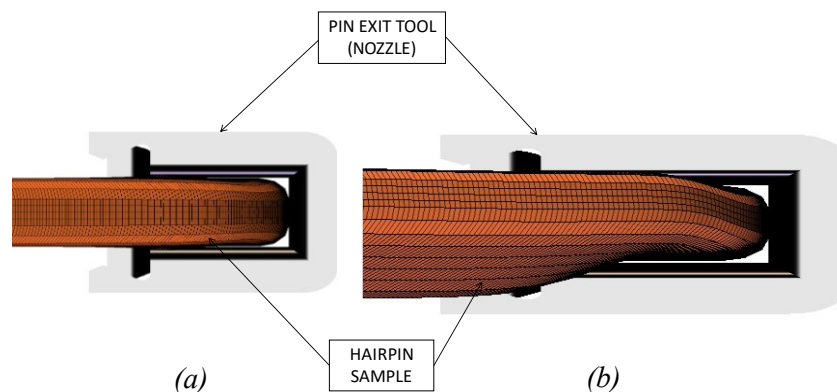 PIN EXIT TOOL
(NOZZLE)
HAIRPIN
SAMPLE
(a)
(b)